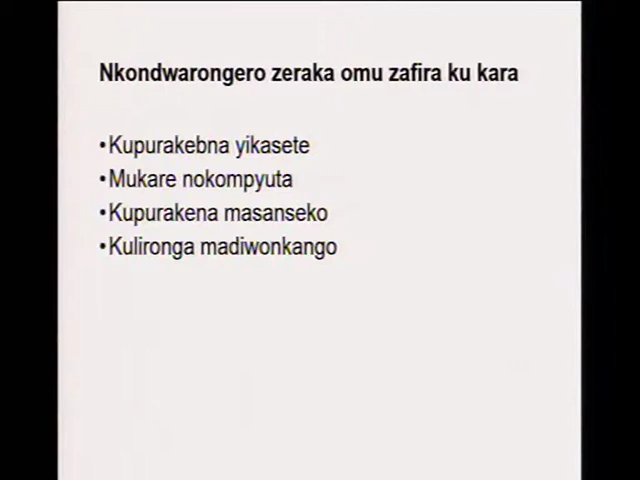 Nkondwarongero zeraka omu zafira ku kara
•Kupurakebna yikasete
•Mukare nokompyuta
•Kupurakena masanseko
•Kulironga madiwonkango